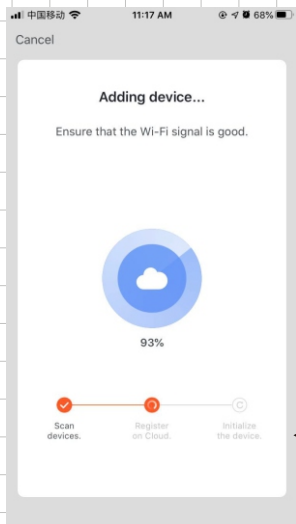 中国移动 11:17 AM 68%
Cancel
Adding device...
Ensure that the Wi-Fi signal is good.
93%
Scan devices.
Register on Cloud.
Initialize the device.